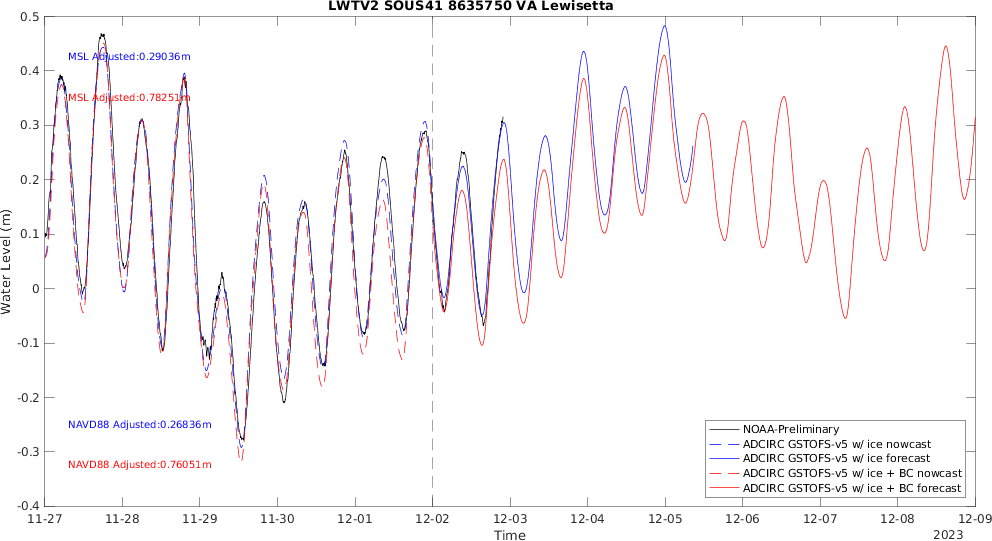 LWTV2 SOUS41 8635750 VA Lewisetta
0.5
0.4
0.3
0.2
0.1
0
-0.1
-0.2
-0.3
-0.4
Water Level (m)
MSL Adjusted:0.29036m
MSL Adjusted:0.78251m
NAVD88 Adjusted:0.26836m
NAVD88 Adjusted:0.76051m
NOAA-Preliminary
ADCIRC GSTOFS-v5 w/ ice nowcast
ADCIRC GSTOFS-v5 w/ ice forecast
ADCIRC GSTOFS-v5 w/ ice + BC nowcast
ADCIRC GSTOFS-v5 w/ ice + BC forecast
11-27 11-28 11-29 11-30 12-01 12-02 12-03 12-04 12-05 12-06 12-07 12-08 12-09
Time
2023